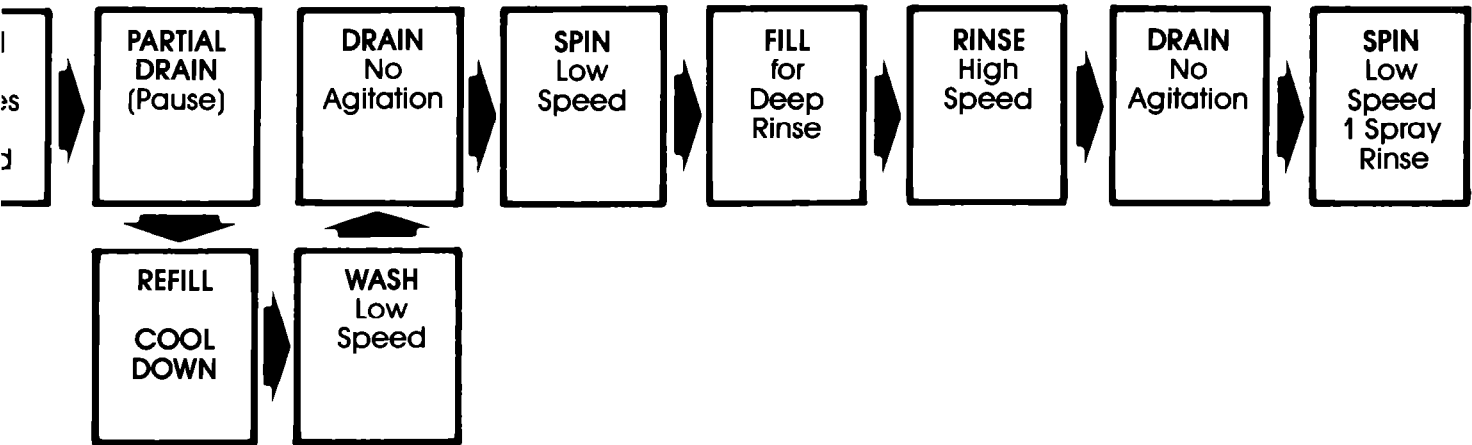 PARTIAL
DRAIN
(Pause)
REFILL
COOL
DOWN
WASH
Low
Speed
DRAIN
No
Agitation
SPIN
Low
Speed
FILL
for
Deep
Rinse
RINSE
High
Speed
DRAIN
No
Agitation
SPIN
Low
Speed
1 Spray
Rinse